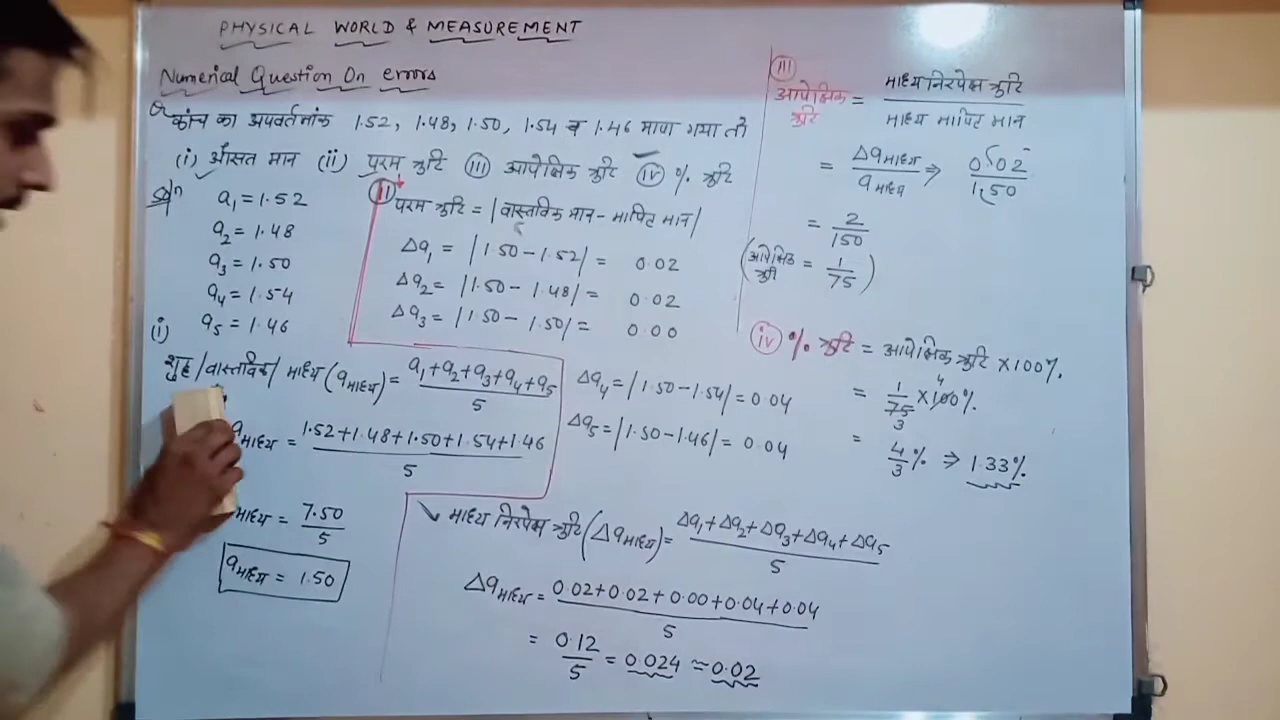 PHYSICAL WORLD & MEASUREMENT
Numerical Question On errors
Q कांच का अपवर्तनांक 1.52, 1.48, 1.50, 1.54 व 1.46 मापा गया तो
(i) औसत मान (ii) परम त्रुटि (iii) आपेक्षिक त्रुटि (iv) % त्रुटि
Solⁿ
a₁ = 1.52
a₂ = 1.48
a₃ = 1.50
a₄ = 1.54
a₅ = 1.46
(i)
शुद्ध/वास्तविक/माध्य (a माध्य) = a₁+a₂+a₃+a₄+a₅ / 5
a माध्य = 1.52+1.48+1.50+1.54+1.46 / 5
माध्य = 7.50 / 5
a माध्य = 1.50
(ii) परम त्रुटि = |वास्तविक मान - मापित मान|
Δa₁ = |1.50-1.52| = 0.02
Δa₂ = |1.50-1.48| = 0.02
Δa₃ = |1.50-1.50| = 0.00
Δa₄ = |1.50-1.54| = 0.04
Δa₅ = |1.50-1.46| = 0.04
माध्य निरपेक्ष त्रुटि (Δa माध्य) = Δa₁+Δa₂+Δa₃+Δa₄+Δa₅ / 5
Δa माध्य = 0.02+0.02+0.00+0.04+0.04 / 5
= 0.12 / 5 = 0.024 ≈ 0.02
(iii)
आपेक्षिक त्रुटि = माध्य निरपेक्ष त्रुटि / माध्य मापित मान
= Δa माध्य / a माध्य ⇒ 0.02 / 1.50
= 2 / 150
(आपेक्षिक त्रुटि = 1 / 75)
(iv) % त्रुटि = आपेक्षिक त्रुटि × 100%.
= 1 / 75 × 100%.
3 4
= 4 / 3 % ⇒ 1.33%